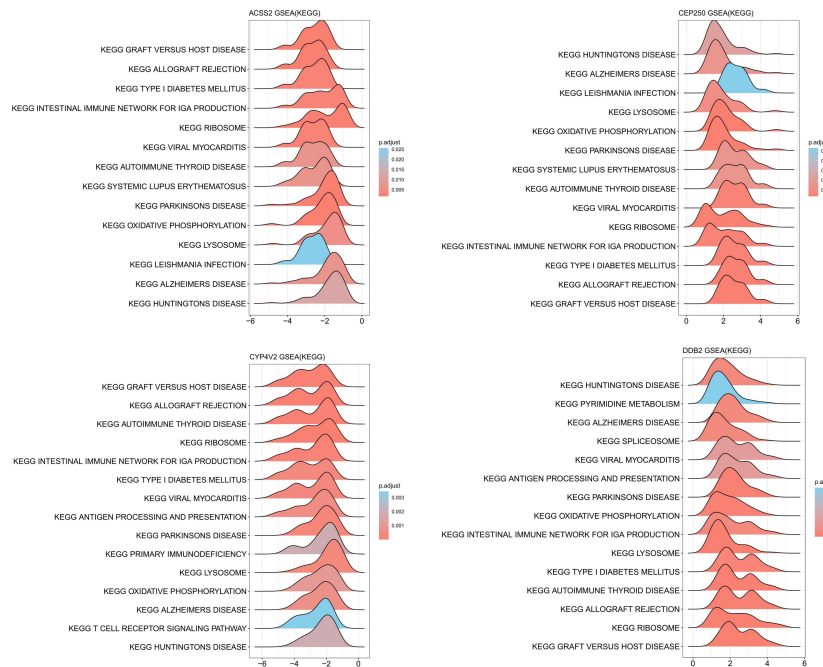 ACSS2 GSEA(KEGG)
KEGG GRAFT VERSUS HOST DISEASE
KEGG ALLOGRAFT REJECTION
KEGG TYPE I DIABETES MELLITUS
KEGG INTESTINAL IMMUNE NETWORK FOR IGA PRODUCTION
KEGG RIBOSOME
KEGG VIRAL MYOCARDITIS
KEGG AUTOIMMUNE THYROID DISEASE
KEGG SYSTEMIC LUPUS ERYTHEMATOSUS
KEGG PARKINSONS DISEASE
KEGG OXIDATIVE PHOSPHORYLATION
KEGG LYSOSOME
KEGG LEISHMANIA INFECTION
KEGG ALZHEIMERS DISEASE
KEGG HUNTINGTONS DISEASE
−6 −4 −2 0
p.adjust
0.025
0.020
0.015
0.010
0.005
CEP250 GSEA(KEGG)
KEGG HUNTINGTONS DISEASE
KEGG ALZHEIMERS DISEASE
KEGG LEISHMANIA INFECTION
KEGG LYSOSOME
KEGG OXIDATIVE PHOSPHORYLATION
KEGG PARKINSONS DISEASE
KEGG SYSTEMIC LUPUS ERYTHEMATOSUS
KEGG AUTOIMMUNE THYROID DISEASE
KEGG VIRAL MYOCARDITIS
KEGG RIBOSOME
KEGG INTESTINAL IMMUNE NETWORK FOR IGA PRODUCTION
KEGG TYPE I DIABETES MELLITUS
KEGG ALLOGRAFT REJECTION
KEGG GRAFT VERSUS HOST DISEASE
0 2 4 6
p.adjust
CYP4V2 GSEA(KEGG)
KEGG GRAFT VERSUS HOST DISEASE
KEGG ALLOGRAFT REJECTION
KEGG AUTOIMMUNE THYROID DISEASE
KEGG RIBOSOME
KEGG INTESTINAL IMMUNE NETWORK FOR IGA PRODUCTION
KEGG TYPE I DIABETES MELLITUS
KEGG VIRAL MYOCARDITIS
KEGG ANTIGEN PROCESSING AND PRESENTATION
KEGG PARKINSONS DISEASE
KEGG PRIMARY IMMUNODEFICIENCY
KEGG LYSOSOME
KEGG OXIDATIVE PHOSPHORYLATION
KEGG ALZHEIMERS DISEASE
KEGG T CELL RECEPTOR SIGNALING PATHWAY
KEGG HUNTINGTONS DISEASE
−6 −4 −2 0
p.adjust
0.003
0.002
0.001
DDB2 GSEA(KEGG)
KEGG HUNTINGTONS DISEASE
KEGG PYRIMIDINE METABOLISM
KEGG ALZHEIMERS DISEASE
KEGG SPLICEOSOME
KEGG VIRAL MYOCARDITIS
KEGG ANTIGEN PROCESSING AND PRESENTATION
KEGG PARKINSONS DISEASE
KEGG OXIDATIVE PHOSPHORYLATION
KEGG INTESTINAL IMMUNE NETWORK FOR IGA PRODUCTION
KEGG LYSOSOME
KEGG TYPE I DIABETES MELLITUS
KEGG AUTOIMMUNE THYROID DISEASE
KEGG ALLOGRAFT REJECTION
KEGG RIBOSOME
KEGG GRAFT VERSUS HOST DISEASE
0 2 4 6